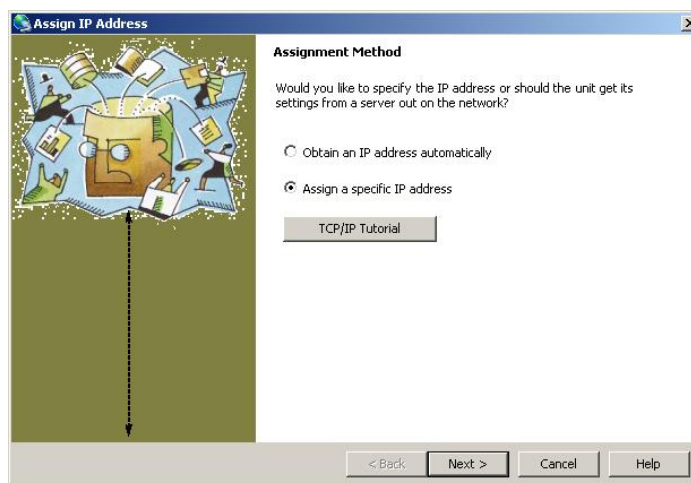 Assign IP Address
Assignment Method
Would you like to specify the IP address or should the unit get its
settings from a server out on the network?
Obtain an IP address automatically
Assign a specific IP address
TCP/IP Tutorial
< Back
Next >
Cancel
Help